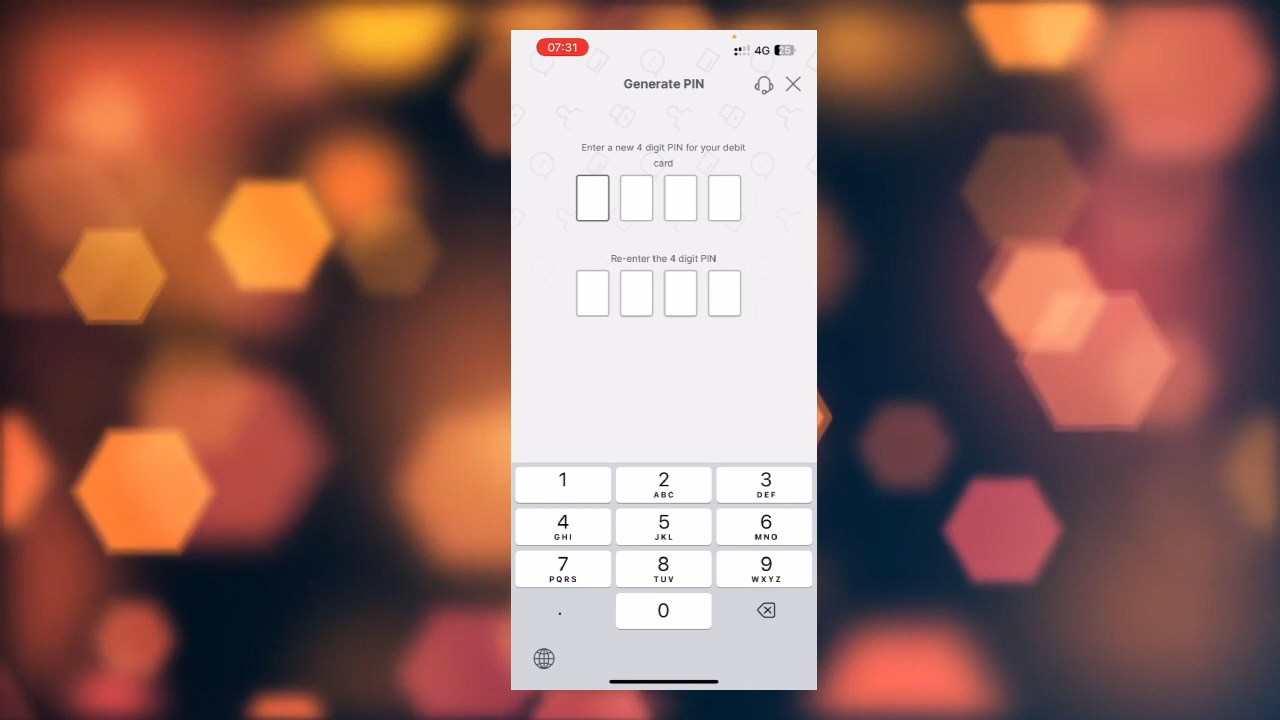 07:31 4G 25
Generate PIN
Enter a new 4 digit PIN for your debit
card
Re-enter the 4 digit PIN
1 2 3
ABC DEF
4 5 6
GHI JKL MNO
7 8 9
PQRS TUV WXYZ
. 0